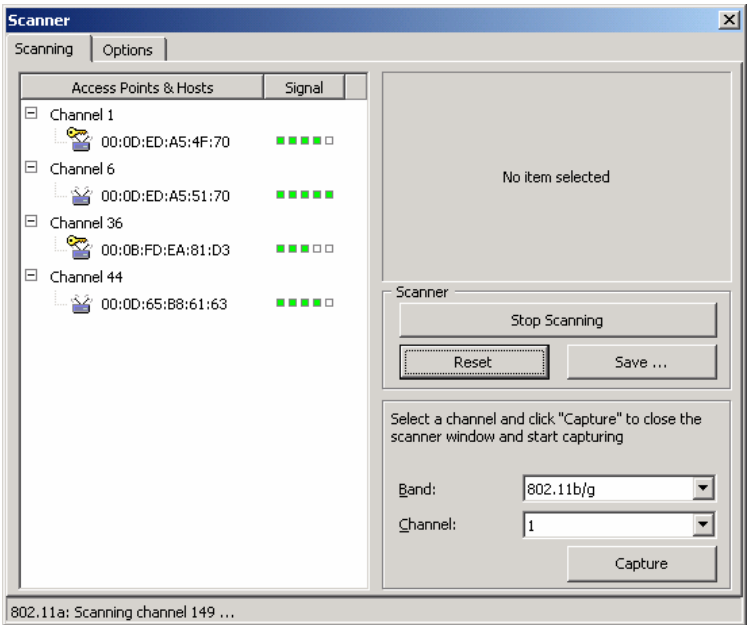 Scanner
Scanning Options
Access Points & Hosts Signal
Channel 1
00:0D:ED:A5:4F:70
Channel 6
00:0D:ED:A5:51:70
Channel 36
00:0B:FD:EA:81:D3
Channel 44
00:0D:65:B8:61:63
No item selected
Scanner
Stop Scanning
Reset Save ...
Select a channel and click "Capture" to close the
scanner window and start capturing
Band: 802.11b/g
Channel: 1
Capture
802.11a: Scanning channel 149 ...